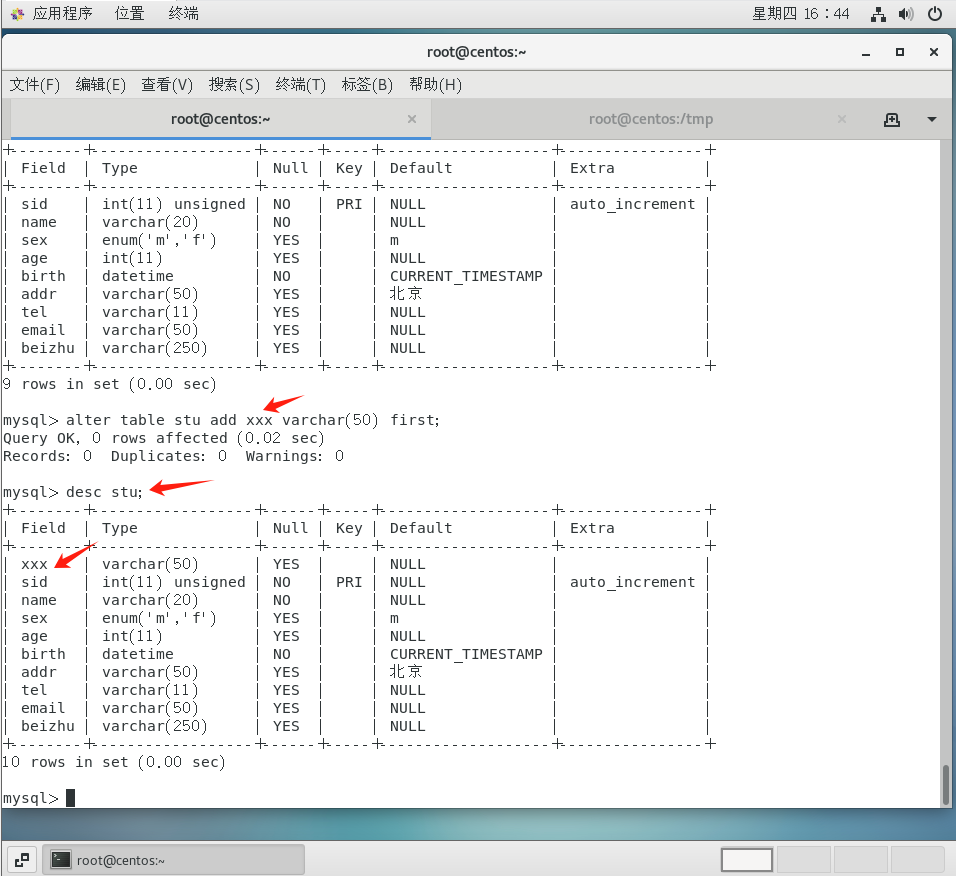 应用程序 位置 终端 星期四 16：44
root@centos:~
文件(F) 编辑(E) 查看(V) 搜索(S) 终端(T) 标签(B) 帮助(H)
root@centos:~ × root@centos:/tmp ×
+--------+------------------+------+-----+-------------------+----------------+
| Field  | Type             | Null | Key | Default           | Extra          |
+--------+------------------+------+-----+-------------------+----------------+
| sid    | int(11) unsigned | NO   | PRI | NULL              | auto_increment |
| name   | varchar(20)      | NO   |     | NULL              |                |
| sex    | enum('m','f')    | YES  |     | m                 |                |
| age    | int(11)          | YES  |     | NULL              |                |
| birth  | datetime         | NO   |     | CURRENT_TIMESTAMP |                |
| addr   | varchar(50)      | YES  |     | 北京              |                |
| tel    | varchar(11)      | YES  |     | NULL              |                |
| email  | varchar(50)      | YES  |     | NULL              |                |
| beizhu | varchar(250)     | YES  |     | NULL              |                |
+--------+------------------+------+-----+-------------------+----------------+
9 rows in set (0.00 sec)
mysql> alter table stu add xxx varchar(50) first;
Query OK, 0 rows affected (0.02 sec)
Records: 0  Duplicates: 0  Warnings: 0
mysql> desc stu;
+--------+------------------+------+-----+-------------------+----------------+
| Field  | Type             | Null | Key | Default           | Extra          |
+--------+------------------+------+-----+-------------------+----------------+
| xxx    | varchar(50)      | YES  |     | NULL              |                |
| sid    | int(11) unsigned | NO   | PRI | NULL              | auto_increment |
| name   | varchar(20)      | NO   |     | NULL              |                |
| sex    | enum('m','f')    | YES  |     | m                 |                |
| age    | int(11)          | YES  |     | NULL              |                |
| birth  | datetime         | NO   |     | CURRENT_TIMESTAMP |                |
| addr   | varchar(50)      | YES  |     | 北京              |                |
| tel    | varchar(11)      | YES  |     | NULL              |                |
| email  | varchar(50)      | YES  |     | NULL              |                |
| beizhu | varchar(250)     | YES  |     | NULL              |                |
+--------+------------------+------+-----+-------------------+----------------+
10 rows in set (0.00 sec)
mysql>
root@centos:~